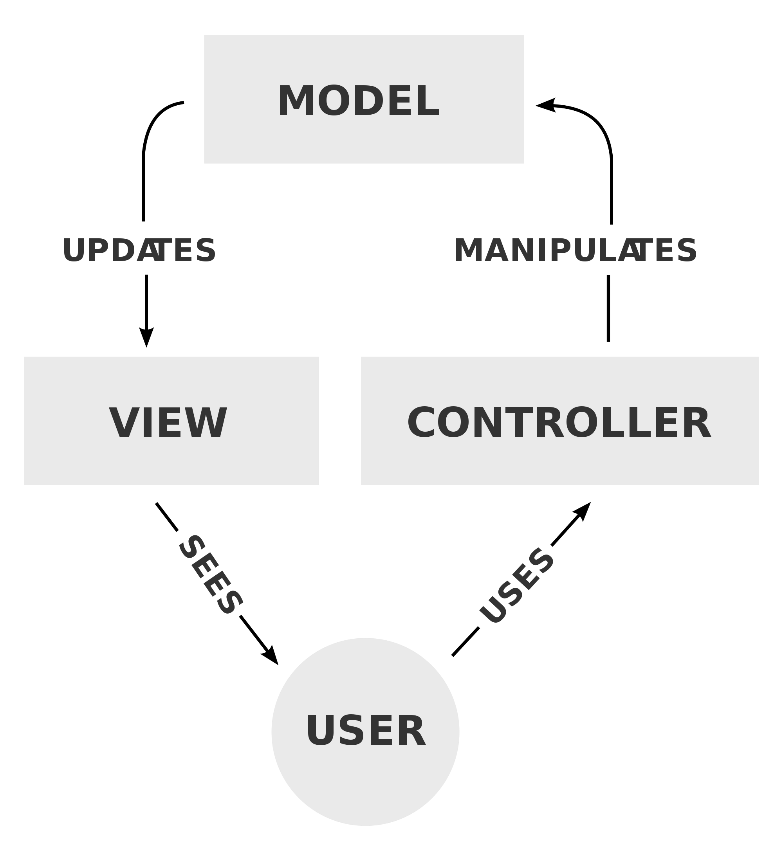 MODEL
UPDATES
MANIPULATES
VIEW
CONTROLLER
SEES
USES
USER